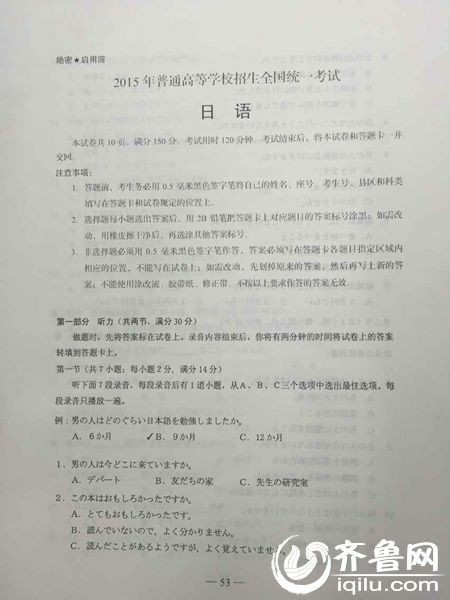 绝密★启用前
2015年普通高等学校招生全国统一考试
日 语
本试卷共10页，满分150分。考试用时120分钟。考试结束后，将本试卷和答题卡一并
交回。
注意事项：
1. 答题前，考生务必用0.5毫米黑色签字笔将自己的姓名、座号、考生号、县区和科类
填写在答题卡和试卷规定的位置上。
2. 选择题每小题选出答案后，用2B铅笔把答题卡上对应题目的答案标号涂黑；如需改
动，用橡皮擦干净后，再选涂其他答案标号。
3. 非选择题必须用0.5毫米黑色签字笔作答，答案必须写在答题卡各题目指定区域内
相应的位置，不能写在试卷上；如需改动，先划掉原来的答案，然后再写上新的答
案；不能使用涂改液、胶带纸、修正带。不按以上要求作答的答案无效。
第一部分 听力（共两节，满分30分）
做题时，先将答案标在试卷上。录音内容结束后，你将有两分钟的时间将试卷上的答案
转填到答题卡上。
第一节（共7小题；每小题2分，满分14分）
听下面7段录音，每段录音后有1道小题，从A、B、C三个选项中选出最佳选项。每
段录音只播放一遍。
例：男の人はどのぐらい日本語を勉強しましたか。
A．6か月 ✓B．9か月 C．12か月
1．男の人は今どこに来ていますか。
A．デパート B．友だちの家 C．先生の研究室
2．この本はおもしろかったですか。
A．とてもおもしろかったです。
B．読んでいないので，よく分かりません。
C．読んだことがあるようですが，よく覚えていません。
— 53 —
齐鲁网
iqilu.com